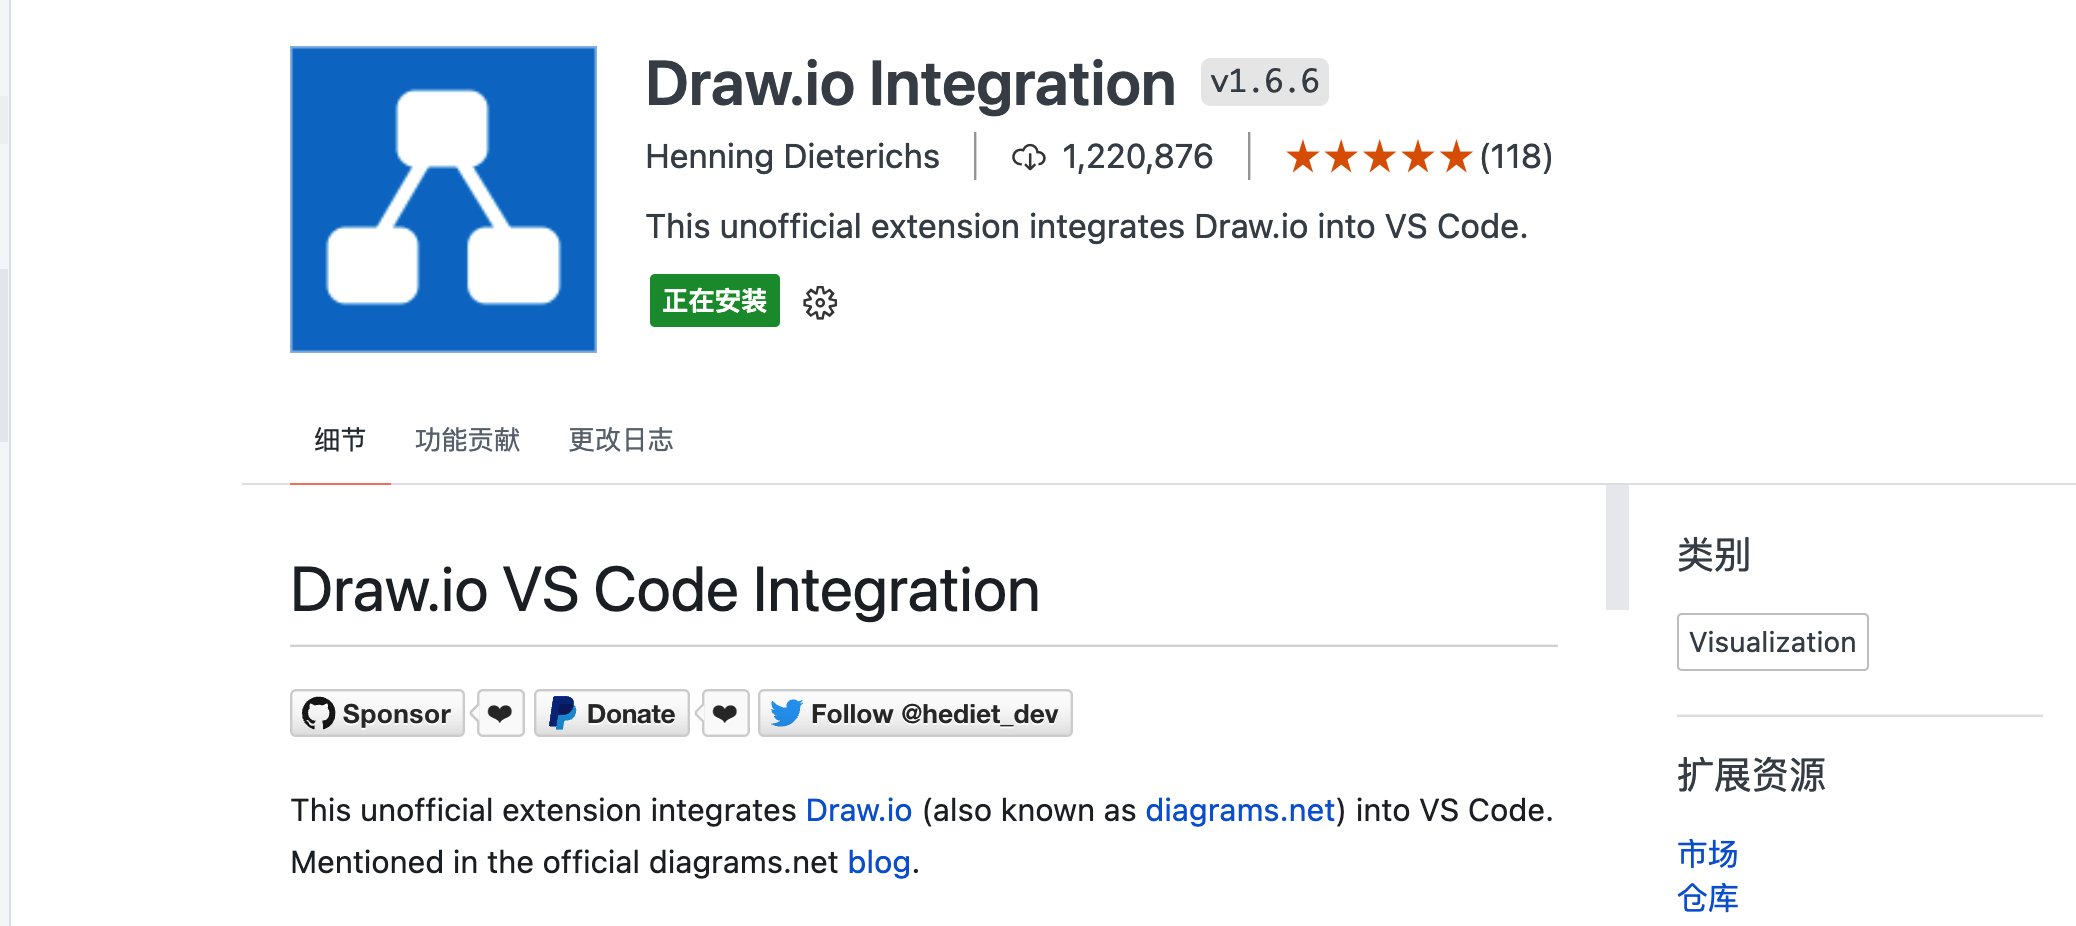 Draw.io Integration v1.6.6
Henning Dieterichs 1,220,876 ★★★★★(118)
This unofficial extension integrates Draw.io into VS Code.
正在安装
细节 功能贡献 更改日志
Draw.io VS Code Integration
Sponsor ❤ Donate ❤ Follow @hediet_dev
This unofficial extension integrates Draw.io (also known as diagrams.net) into VS Code.
Mentioned in the official diagrams.net blog.
类别
Visualization
扩展资源
市场
仓库